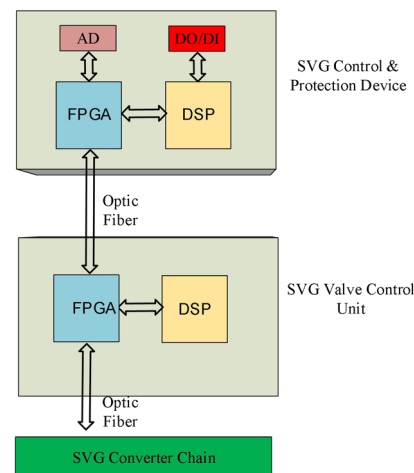 AD
DO/DI
SVG Control &
Protection Device
FPGA
DSP
Optic
Fiber
SVG Valve Control
Unit
FPGA
DSP
Optic
Fiber
SVG Converter Chain